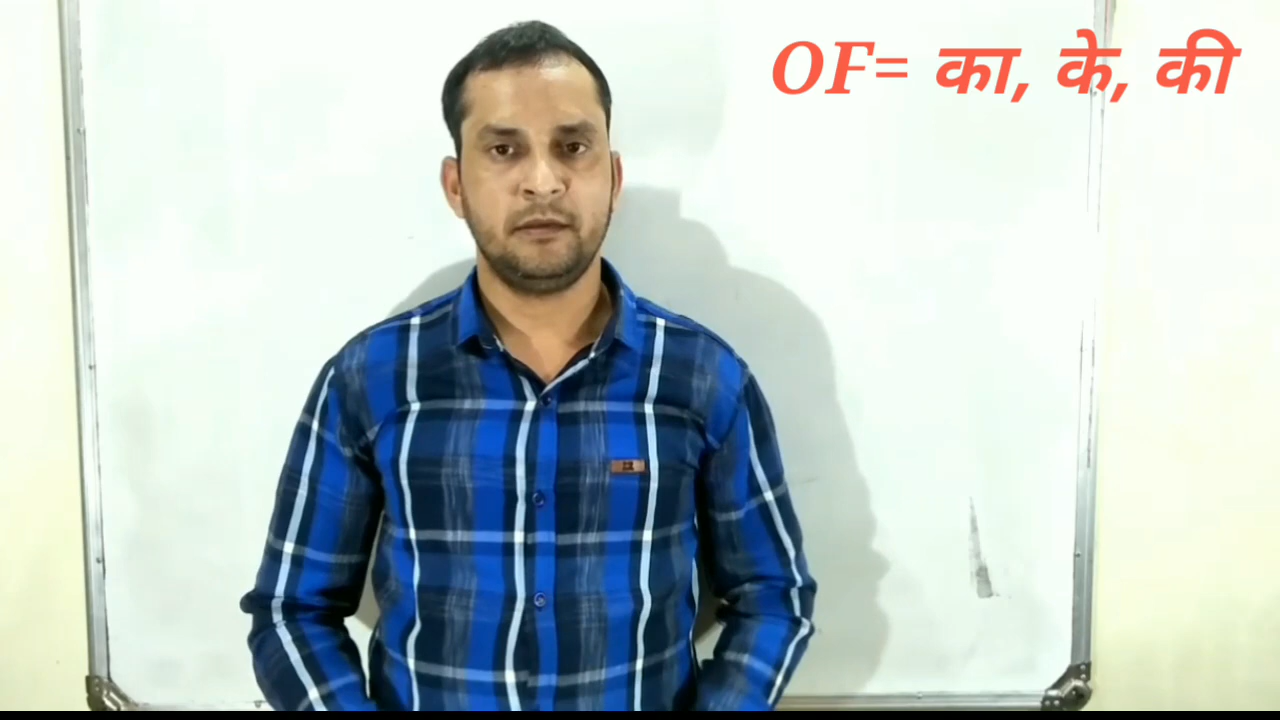 OF= का, के, की